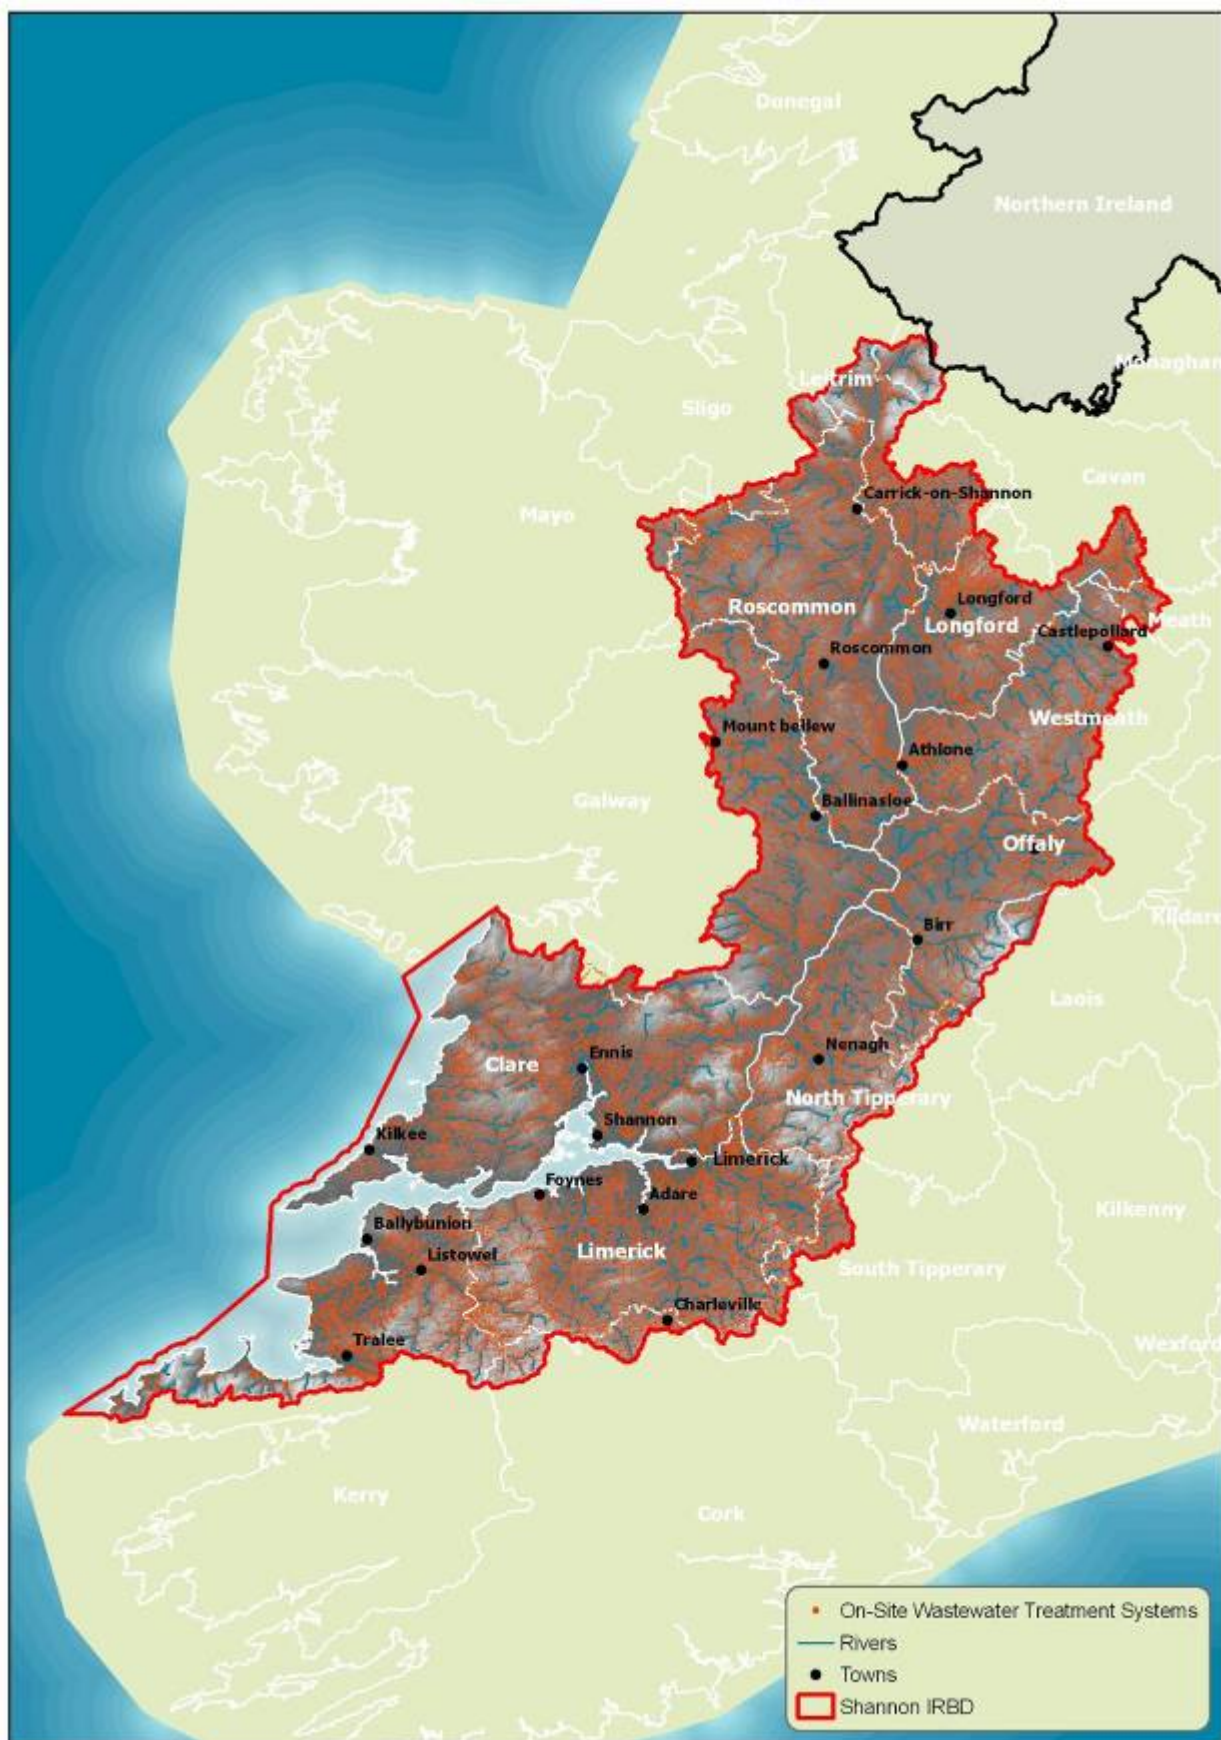 Donegal
Northern Ireland
Monaghan
Leitrim
Sligo
Cavan
Carrick-on-Shannon
Mayo
Longford
Roscommon
Longford
Meath
Castlepollard
Roscommon
Westmeath
Mount bellew
Athlone
Galway
Ballinasloe
Offaly
Kildare
Birr
Laois
Nenagh
Ennis
Clare
North Tipperary
Shannon
Kilkee
Limerick
Foynes
Adare
Kilkenny
Ballybunion
Limerick
Listowel
South Tipperary
Charleville
Tralee
Wexford
Waterford
Kerry
Cork
On-Site Wastewater Treatment Systems
Rivers
Towns
Shannon IRBD